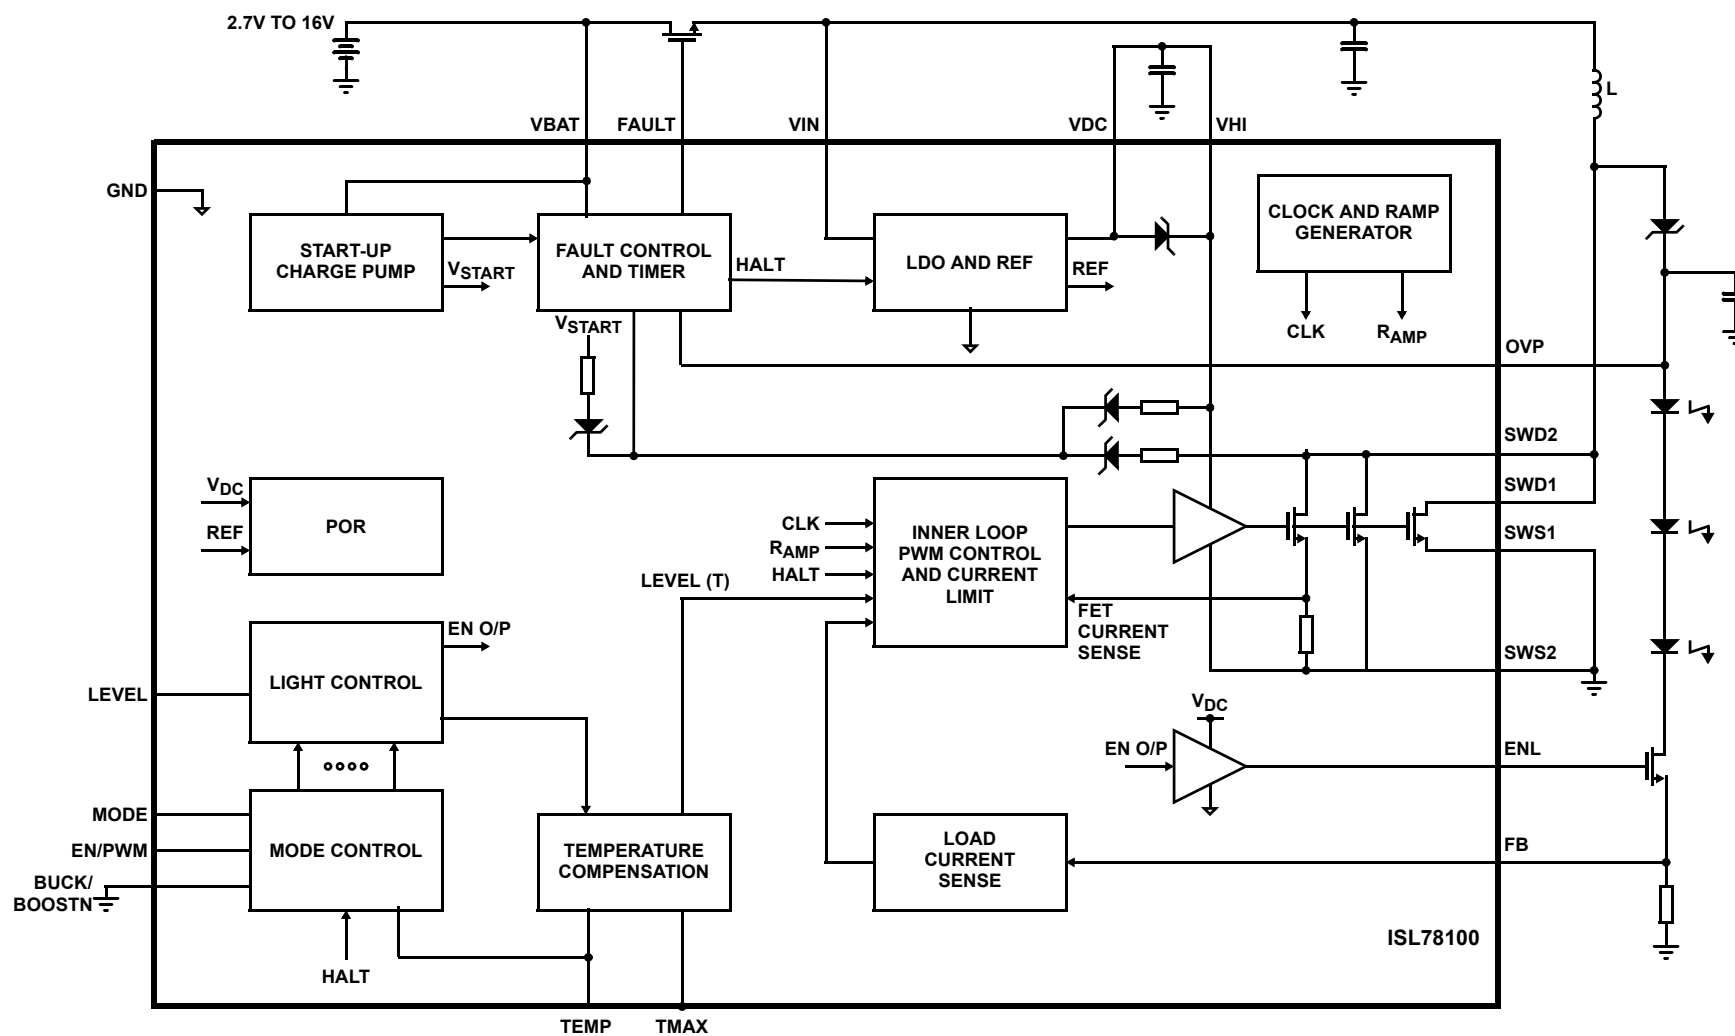 2.7V TO 16V
L
VBAT
FAULT
VIN
VDC
VHI
GND
START-UP
CHARGE PUMP
VSTART
FAULT CONTROL
AND TIMER
HALT
LDO AND REF
REF
CLOCK AND RAMP
GENERATOR
CLK
RAMP
VSTART
OVP
SWD2
SWD1
SWS1
SWS2
VDC
REF
POR
CLK
RAMP
HALT
LEVEL (T)
INNER LOOP
PWM CONTROL
AND CURRENT
LIMIT
FET
CURRENT
SENSE
EN O/P
LIGHT CONTROL
LEVEL
VDC
EN O/P
ENL
MODE
EN/PWM
BUCK/
BOOSTN
MODE CONTROL
HALT
TEMPERATURE
COMPENSATION
LOAD
CURRENT
SENSE
FB
ISL78100
TEMP
TMAX